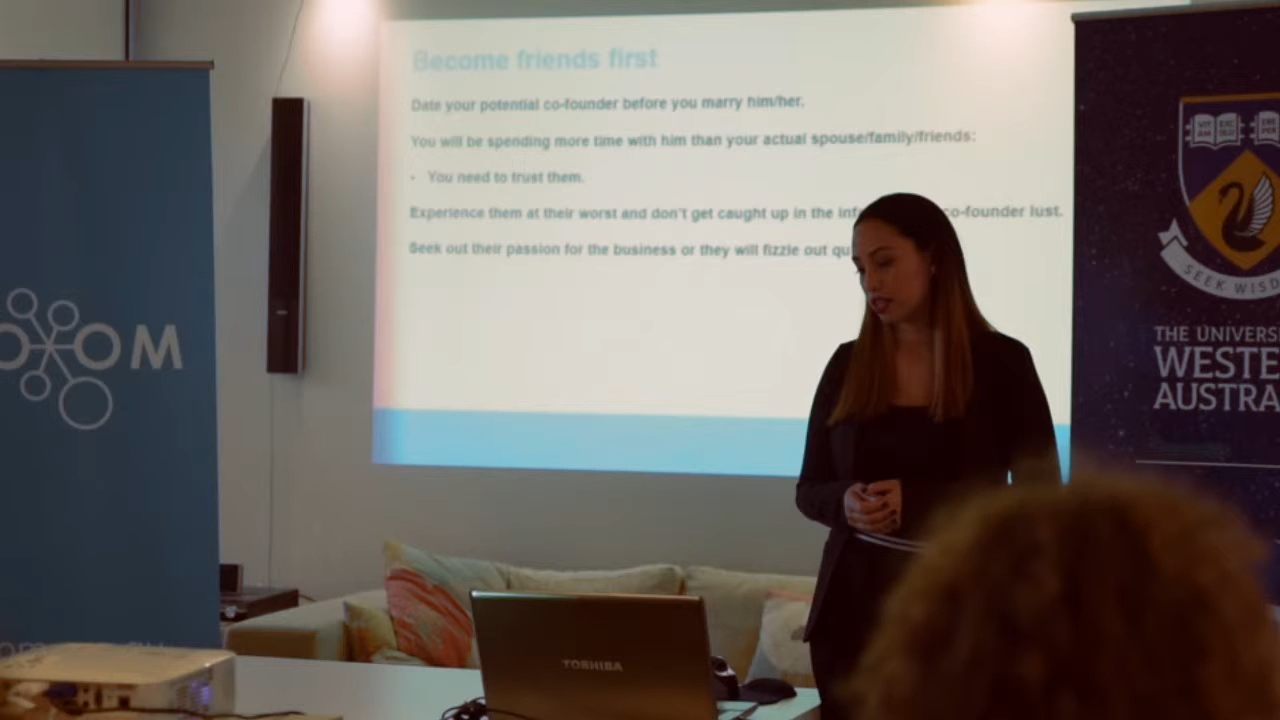 Become friends first
Date your potential co-founder before you marry him/her.
You will be spending more time with him than your actual spouse/family/friends:
• You need to trust them.
Experience them at their worst and don't get caught up in the co-founder lust.
Seek out their passion for the business or they will fizzle out
OOM
SEEK
THE
WESTE
AUSTRA
TOSHIBA